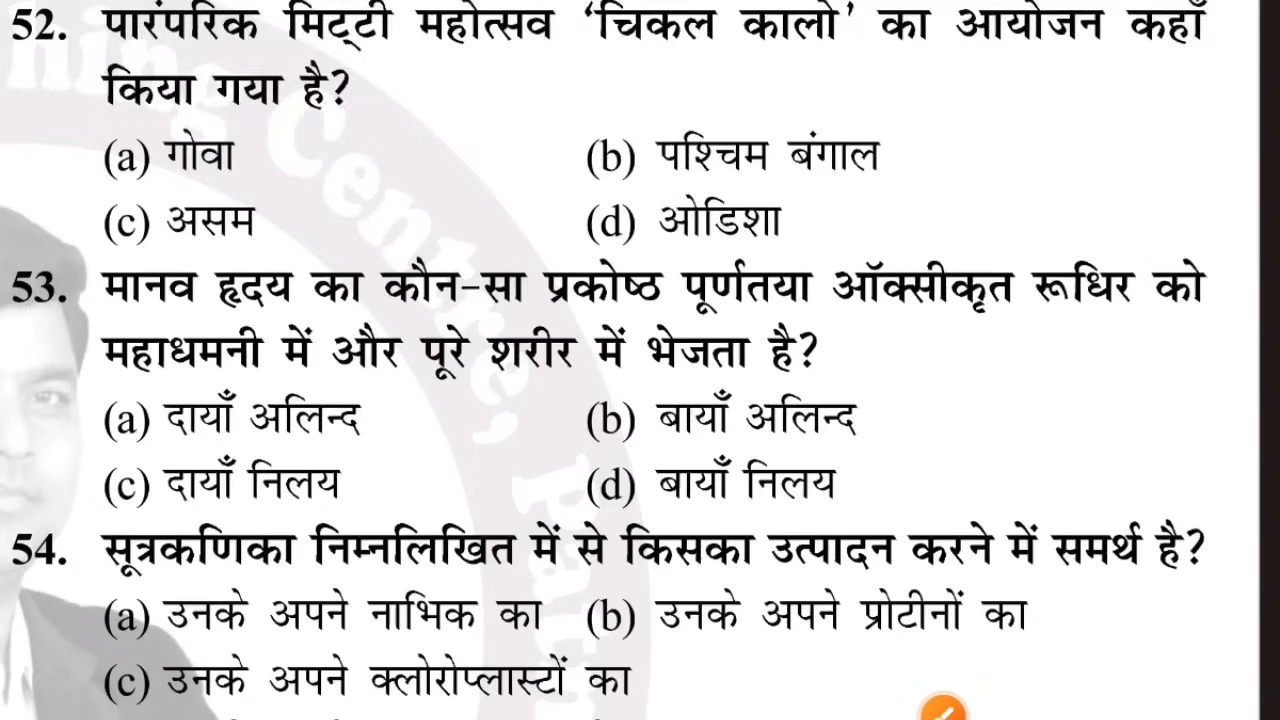 52. पारंपरिक मिट्टी महोत्सव ‘चिकल कालो’ का आयोजन कहाँ
किया गया है?
(a) गोवा (b) पश्चिम बंगाल
(c) असम (d) ओडिशा
53. मानव हृदय का कौन-सा प्रकोष्ठ पूर्णतया ऑक्सीकृत रूधिर को
महाधमनी में और पूरे शरीर में भेजता है?
(a) दायाँ अलिन्द (b) बायाँ अलिन्द
(c) दायाँ निलय (d) बायाँ निलय
54. सूत्रकणिका निम्नलिखित में से किसका उत्पादन करने में समर्थ है?
(a) उनके अपने नाभिक का (b) उनके अपने प्रोटीनों का
(c) उनके अपने क्लोरोप्लास्टों का
Centre,